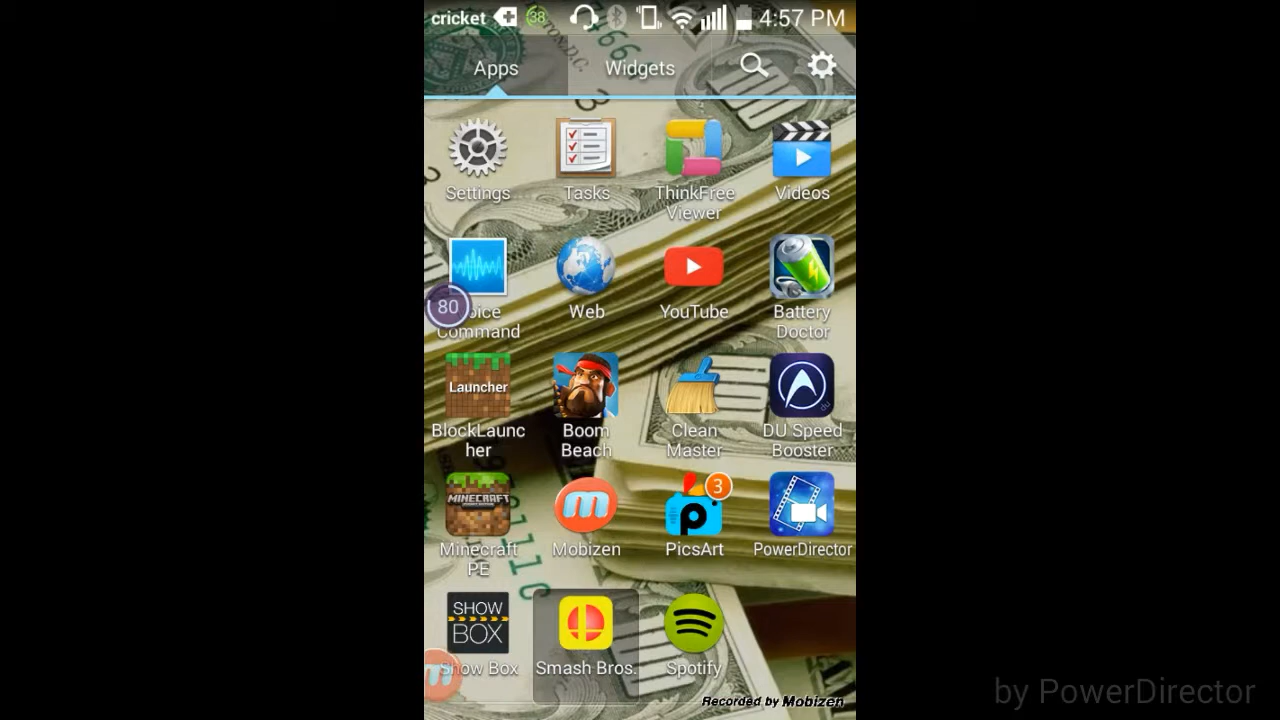 cricket 38 4:57 PM
Apps Widgets
Settings Tasks ThinkFree Videos
Viewer
80
oice Web YouTube Battery
Command Doctor
Launcher
BlockLaunc Boom Clean DU Speed
her Beach Master Booster
MINECRAFT
m p 3
Minecraft Mobizen PicsArt PowerDirector
PE
SHOW
BOX
m
Show Box Smash Bros. Spotify
Recorded by Mobizen
by PowerDirector